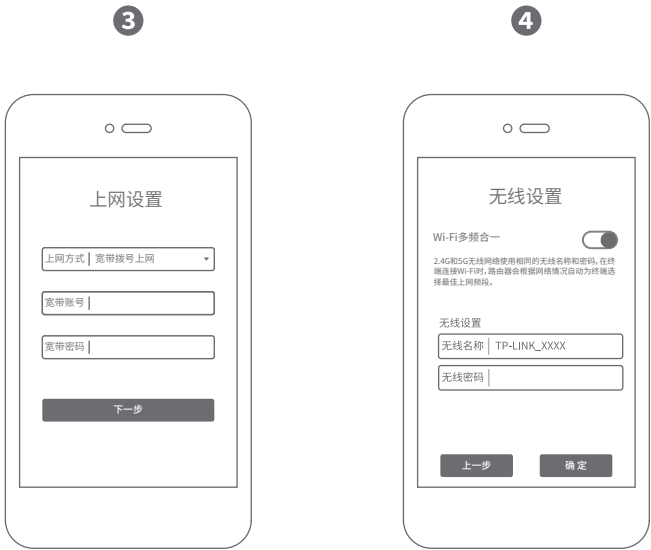 3
上网设置
上网方式 宽带拨号上网
宽带账号
宽带密码
下一步
4
无线设置
Wi-Fi多频合一
2.4G和5G无线网络使用相同的无线名称和密码,在终
端连接Wi-Fi时,路由器会根据网络情况自动为终端选
择最佳上网频段。
无线设置
无线名称 TP-LINK_XXXX
无线密码
上一步
确 定